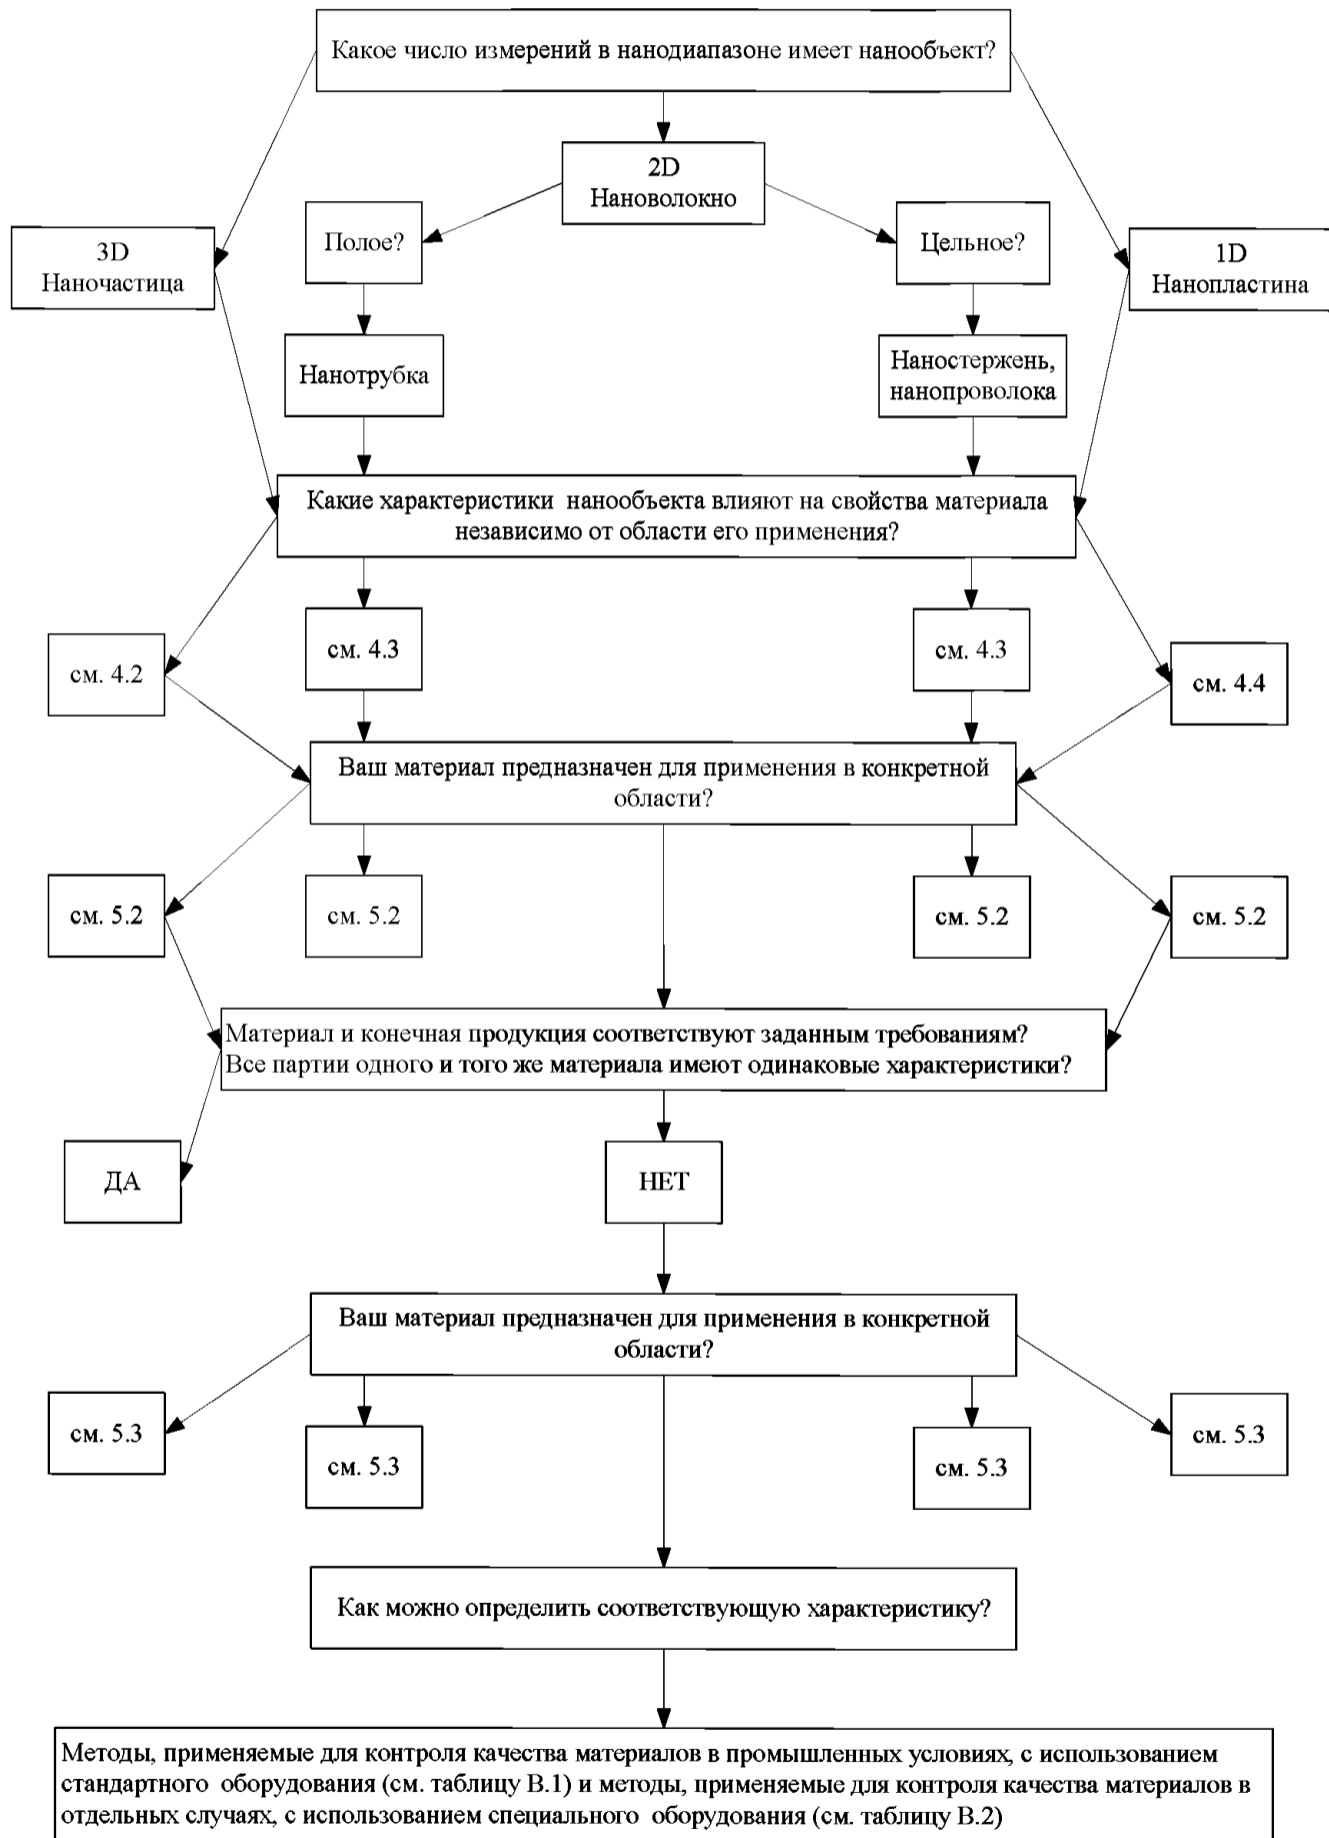 Какое число измерений в нанодиапазоне имеет нанообъект?
2D
Нановолокно
Полое?
Цельное?
3D
Наночастица
1D
Нанопластина
Нанотрубка
Наностержень,
нанопроволока
Какие характеристики нанообъекта влияют на свойства материала
независимо от области его применения?
см. 4.2
см. 4.3
см. 4.3
см. 4.4
Ваш материал предназначен для применения в конкретной
области?
см. 5.2
см. 5.2
см. 5.2
см. 5.2
Материал и конечная продукция соответствуют заданным требованиям?
Все партии одного и того же материала имеют одинаковые характеристики?
ДА
НЕТ
Ваш материал предназначен для применения в конкретной
области?
см. 5.3
см. 5.3
см. 5.3
см. 5.3
Как можно определить соответствующую характеристику?
Методы, применяемые для контроля качества материалов в промышленных условиях, с использованием
стандартного оборудования (см. таблицу В.1) и методы, применяемые для контроля качества материалов в
отдельных случаях, с использованием специального оборудования (см. таблицу В.2)